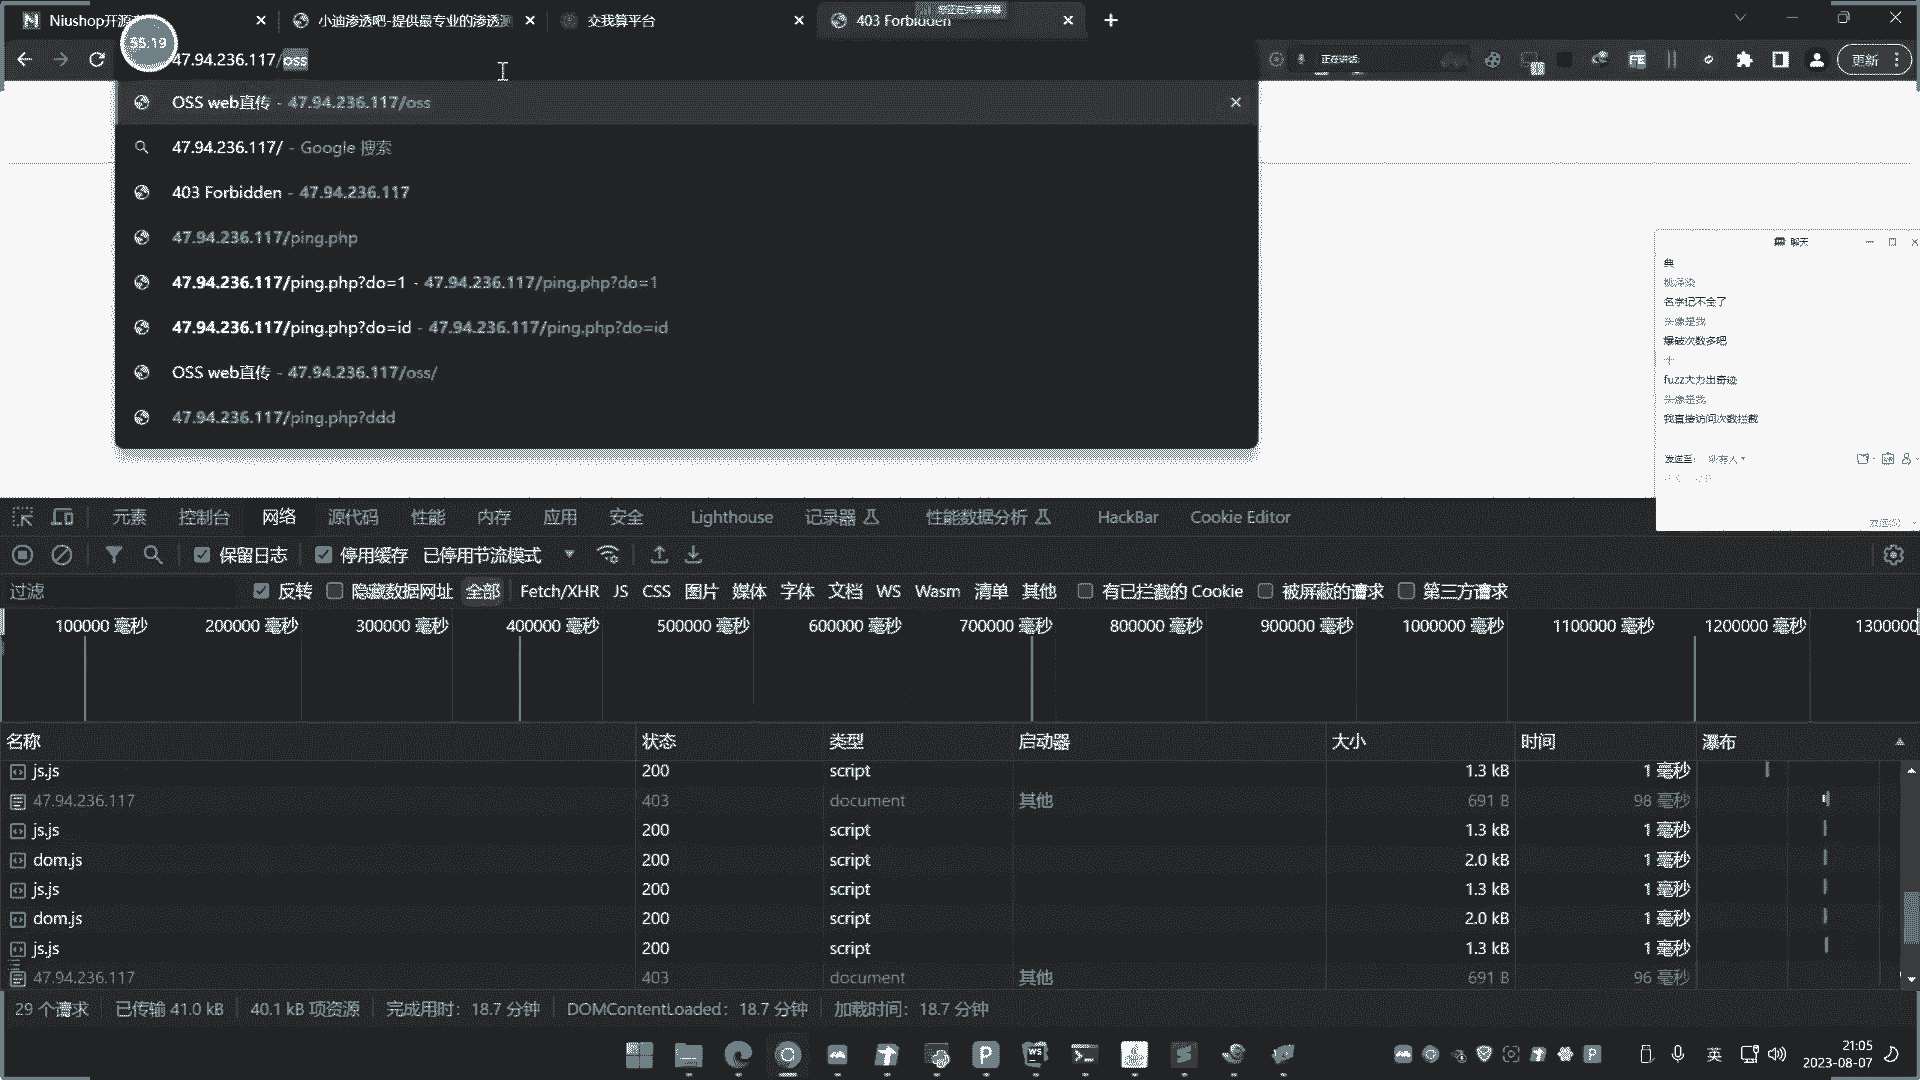 Niushop开源
小迪渗透吧-提供最专业的渗透测
交我算平台
403 Forbidden
您正在共享屏幕
55:19
47.94.236.117/oss
正在讲话:
更新
OSS web直传 - 47.94.236.117/oss
47.94.236.117/ - Google 搜索
403 Forbidden - 47.94.236.117
47.94.236.117/ping.php
47.94.236.117/ping.php?do=1 - 47.94.236.117/ping.php?do=1
47.94.236.117/ping.php?do=id - 47.94.236.117/ping.php?do=id
OSS web直传 - 47.94.236.117/oss/
47.94.236.117/ping.php?ddd
聊天
典
名字记不全了
头像是我
爆破次数多吧
fuzz大力出奇迹
头像是我
我直接访问次数拦截
发送至: 所有人
元素 控制台 网络 源代码 性能 内存 应用 安全 Lighthouse 记录器 性能数据分析 HackBar Cookie Editor
保留日志 停用缓存 已停用节流模式
过滤 反转 隐藏数据网址 全部 Fetch/XHR JS CSS 图片 媒体 字体 文档 WS Wasm 清单 其他 有已拦截的 Cookie 被屏蔽的请求 第三方请求
100000 毫秒 200000 毫秒 300000 毫秒 400000 毫秒 500000 毫秒 600000 毫秒 700000 毫秒 800000 毫秒 900000 毫秒 1000000 毫秒 1100000 毫秒 1200000 毫秒 1300000
名称 状态 类型 启动器 大小 时间 瀑布
js.js 200 script 1.3 kB 1 毫秒
47.94.236.117 403 document 其他 691 B 98 毫秒
js.js 200 script 1.3 kB 1 毫秒
dom.js 200 script 2.0 kB 1 毫秒
js.js 200 script 1.3 kB 1 毫秒
dom.js 200 script 2.0 kB 1 毫秒
js.js 200 script 1.3 kB 1 毫秒
47.94.236.117 403 document 其他 691 B 96 毫秒
29 个请求 已传输 41.0 kB 40.1 kB 项资源 完成用时: 18.7 分钟 DOMContentLoaded: 18.7 分钟 加载时间: 18.7 分钟
英
21:05
2023-08-07